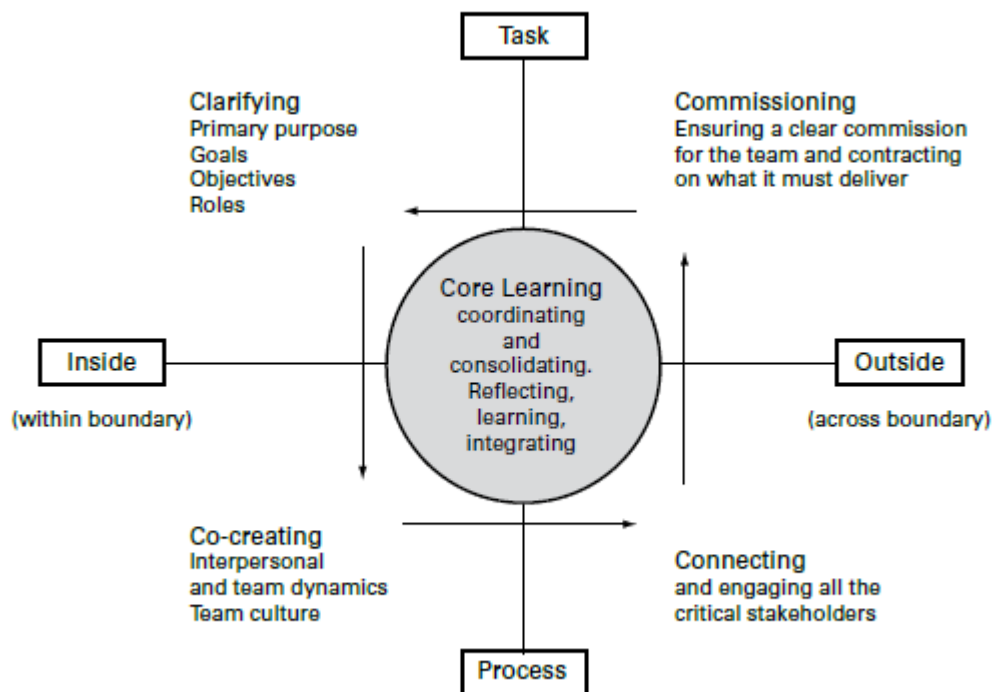 Task
Clarifying
Primary purpose
Goals
Objectives
Roles
Commissioning
Ensuring a clear commission
for the team and contracting
on what it must deliver
Core Learning
coordinating
and
consolidating.
Reflecting,
learning,
integrating
Inside
(within boundary)
Outside
(across boundary)
Co-creating
Interpersonal
and team dynamics
Team culture
Connecting
and engaging all the
critical stakeholders
Process